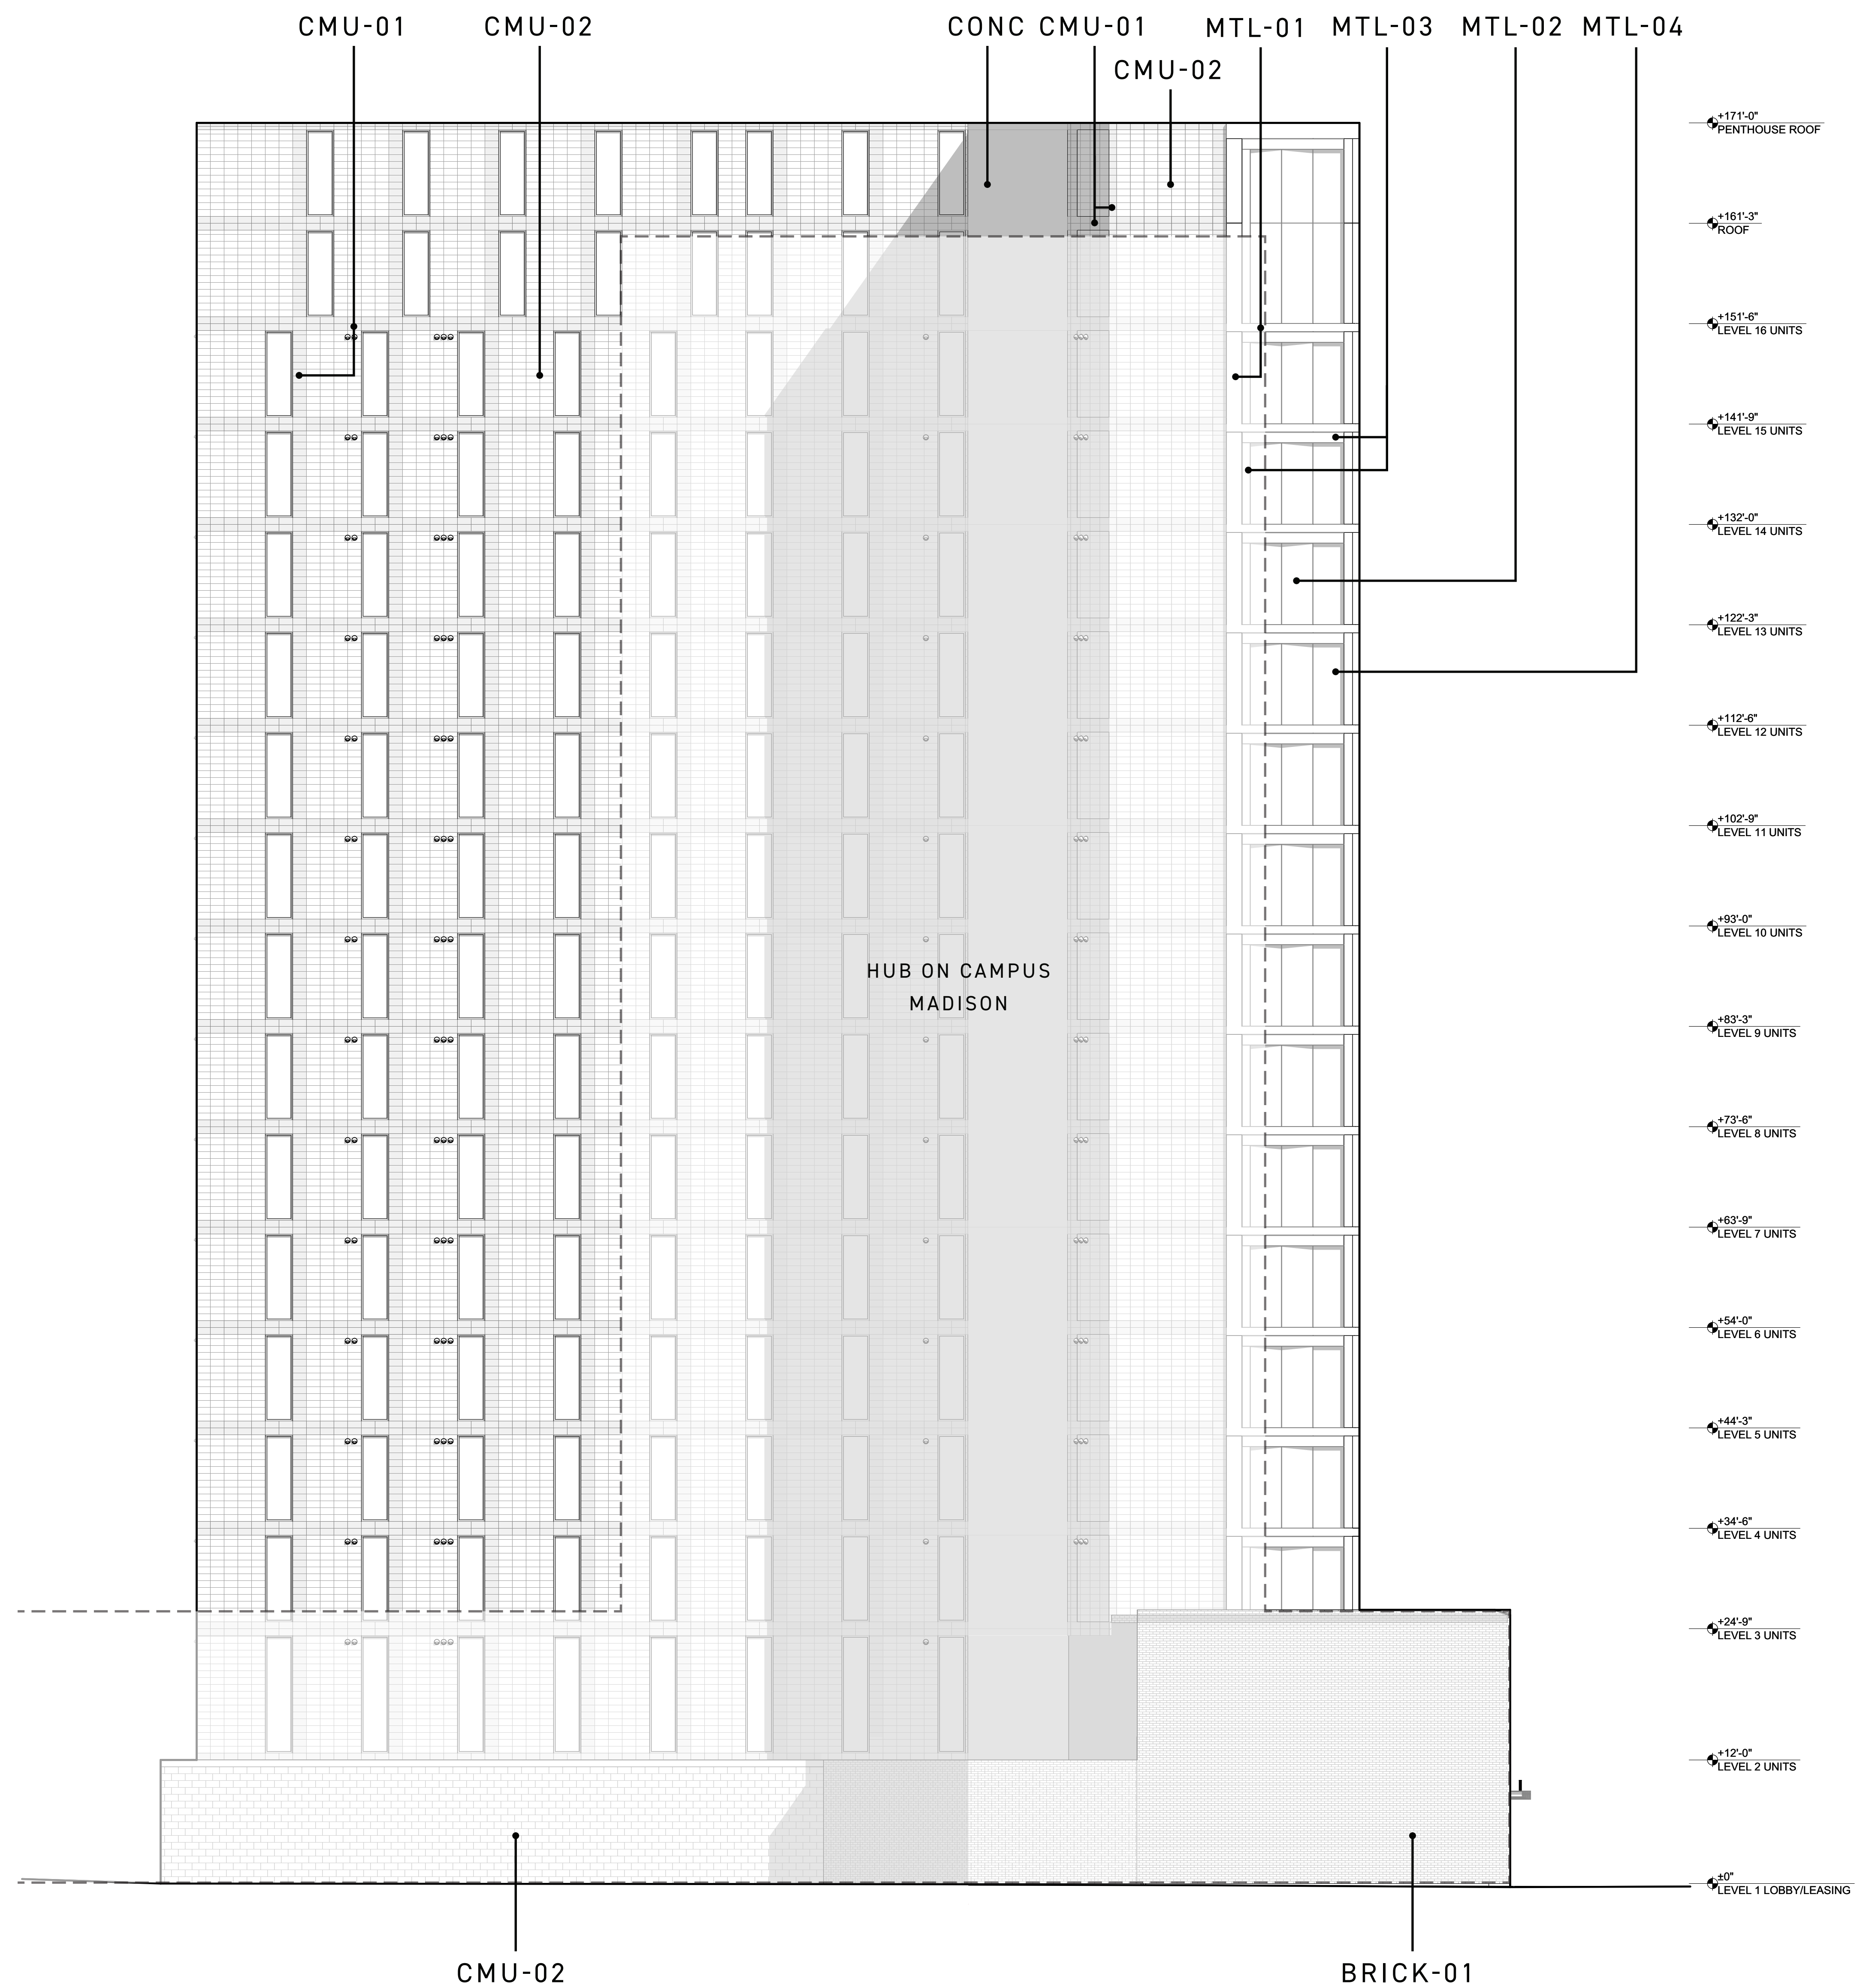 CMU-01 CMU-02 CONC CMU-01 MTL-01 MTL-03 MTL-02 MTL-04
CMU-02
+171'-0"
PENTHOUSE ROOF
+161'-3"
ROOF
+151'-6"
LEVEL 16 UNITS
+141'-9"
LEVEL 15 UNITS
+132'-0"
LEVEL 14 UNITS
+122'-3"
LEVEL 13 UNITS
+112'-6"
LEVEL 12 UNITS
+102'-9"
LEVEL 11 UNITS
+93'-0"
LEVEL 10 UNITS
HUB ON CAMPUS
MADISON
+83'-3"
LEVEL 9 UNITS
+73'-6"
LEVEL 8 UNITS
+63'-9"
LEVEL 7 UNITS
+54'-0"
LEVEL 6 UNITS
+44'-3"
LEVEL 5 UNITS
+34'-6"
LEVEL 4 UNITS
+24'-9"
LEVEL 3 UNITS
+12'-0"
LEVEL 2 UNITS
±0"
LEVEL 1 LOBBY/LEASING
CMU-02 BRICK-01